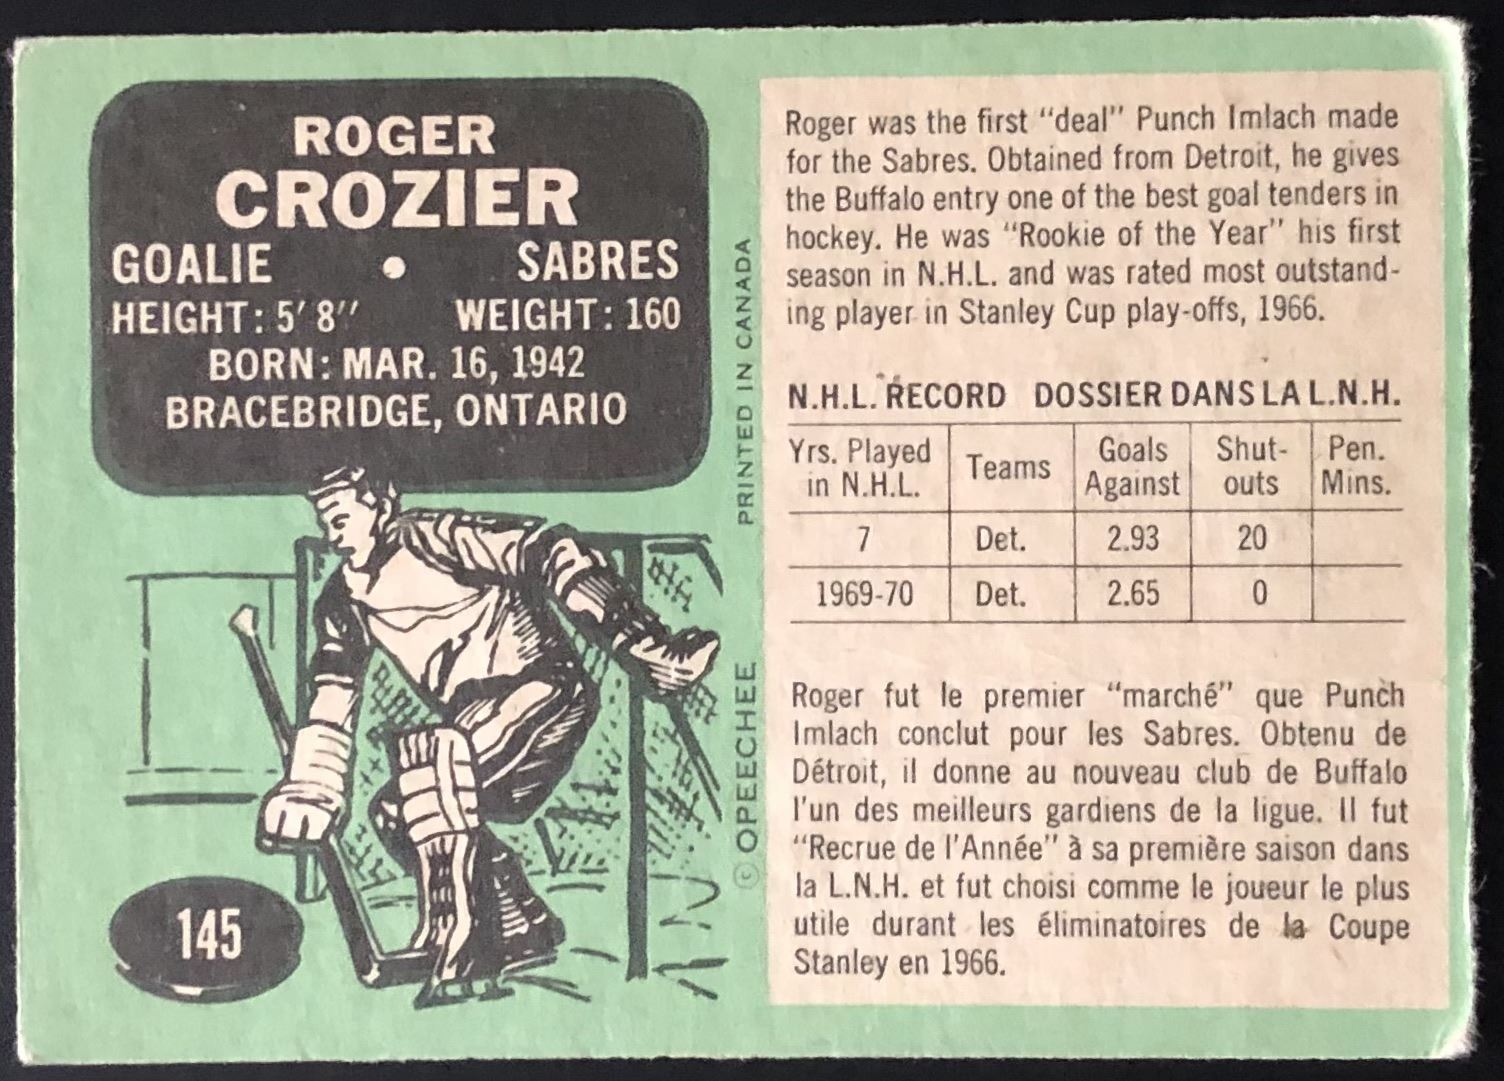 ROGER
CROZIER
GOALIE • SABRES
HEIGHT: 5' 8" WEIGHT: 160
BORN: MAR. 16, 1942
BRACEBRIDGE, ONTARIO
145
© OPEECHEE PRINTED IN CANADA
Roger was the first "deal" Punch Imlach made
for the Sabres. Obtained from Detroit, he gives
the Buffalo entry one of the best goal tenders in
hockey. He was "Rookie of the Year" his first
season in N.H.L. and was rated most outstand-
ing player in Stanley Cup play-offs, 1966.
N.H.L. RECORD DOSSIER DANS LA L.N.H.
Yrs. Played Teams Goals Shut- Pen.
in N.H.L. Against outs Mins.
7 Det. 2.93 20
1969-70 Det. 2.65 0
Roger fut le premier "marché" que Punch
Imlach conclut pour les Sabres. Obtenu de
Détroit, il donne au nouveau club de Buffalo
l'un des meilleurs gardiens de la ligue. Il fut
"Recrue de l'Année" à sa première saison dans
la L.N.H. et fut choisi comme le joueur le plus
utile durant les éliminatoires de la Coupe
Stanley en 1966.